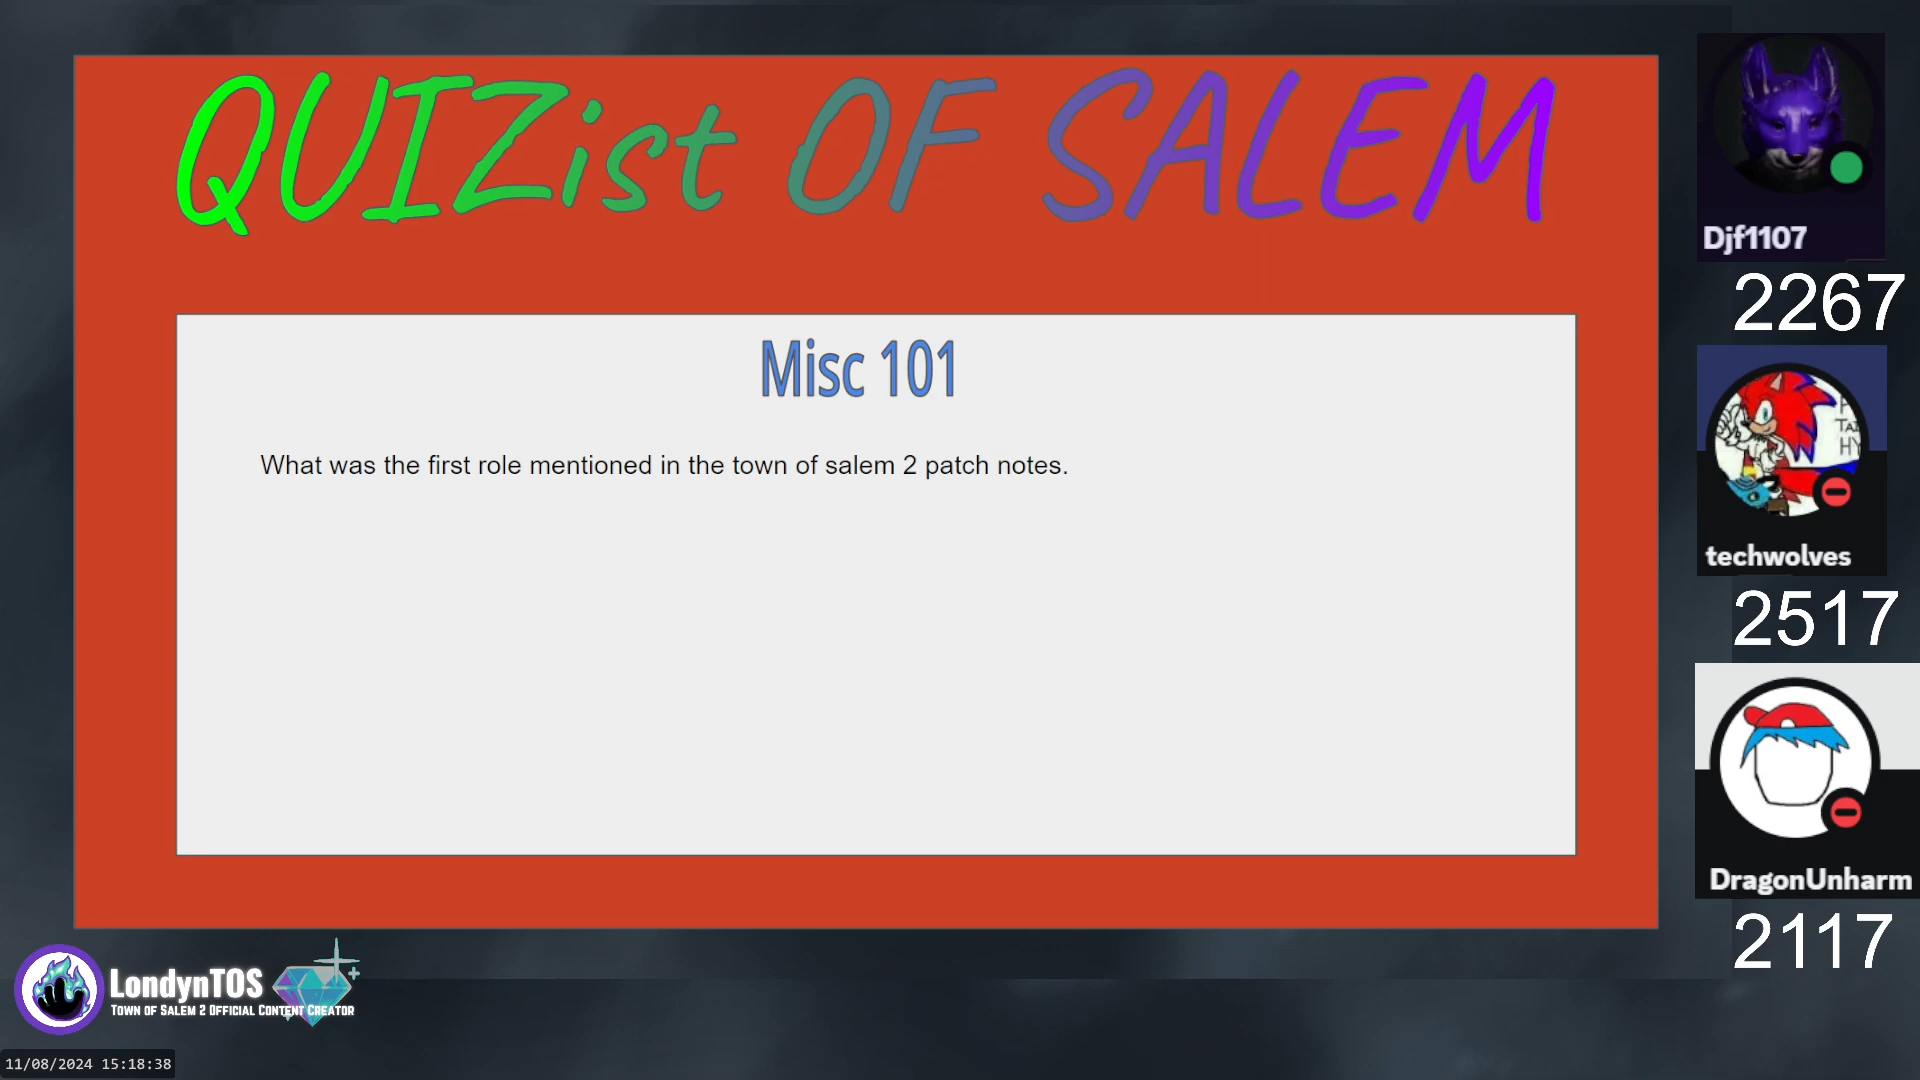 QUIZist OF SALEM
Misc 101
What was the first role mentioned in the town of salem 2 patch notes.
Djf1107
2267
techwolves
2517
DragonUnharm
2117
LondynTOS
TOWN OF SALEM 2 OFFICIAL CONTENT CREATOR
11/08/2024 15:18:38